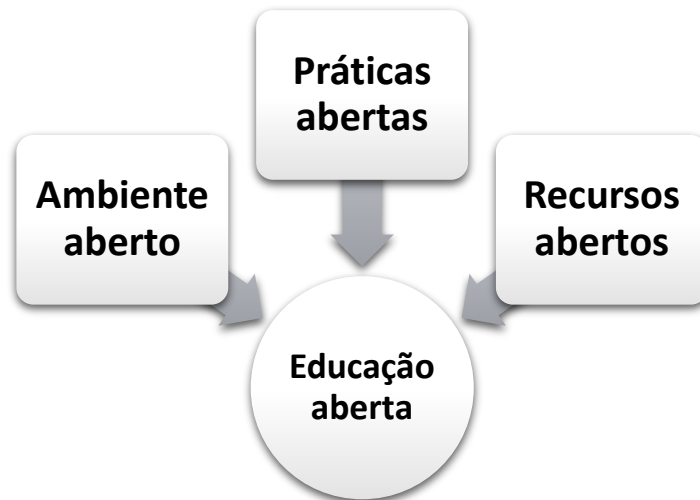 Práticas
abertas
Ambiente
aberto
Recursos
abertos
Educação
aberta